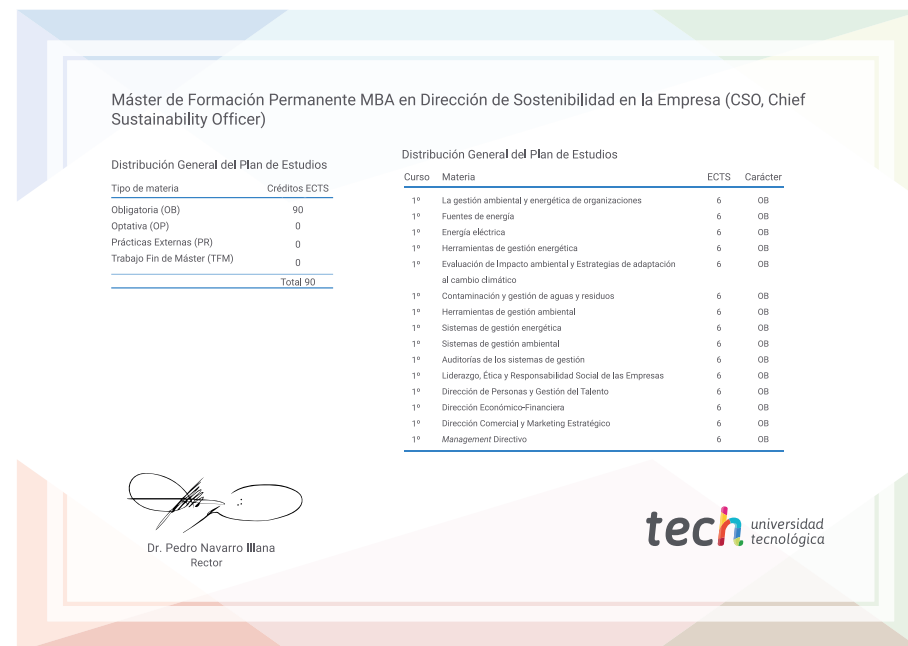 Máster de Formación Permanente MBA en Dirección de Sostenibilidad en la Empresa (CSO, Chief
Sustainability Officer)
Distribución General del Plan de Estudios
Tipo de materia Créditos ECTS
Obligatoria (OB) 90
Optativa (OP) 0
Prácticas Externas (PR) 0
Trabajo Fin de Máster (TFM) 0
Total 90
Distribución General del Plan de Estudios
Curso Materia ECTS Carácter
1º La gestión ambiental y energética de organizaciones 6 OB
1º Fuentes de energía 6 OB
1º Energía eléctrica 6 OB
1º Herramientas de gestión energética 6 OB
1º Evaluación de Impacto ambiental y Estrategias de adaptación 6 OB
al cambio climático
1º Contaminación y gestión de aguas y residuos 6 OB
1º Herramientas de gestión ambiental 6 OB
1º Sistemas de gestión energética 6 OB
1º Sistemas de gestión ambiental 6 OB
1º Auditorías de los sistemas de gestión 6 OB
1º Liderazgo, Ética y Responsabilidad Social de las Empresas 6 OB
1º Dirección de Personas y Gestión del Talento 6 OB
1º Dirección Económico-Financiera 6 OB
1º Dirección Comercial y Marketing Estratégico 6 OB
1º Management Directivo 6 OB
Dr. Pedro Navarro Illana
Rector
tech universidad
tecnológica